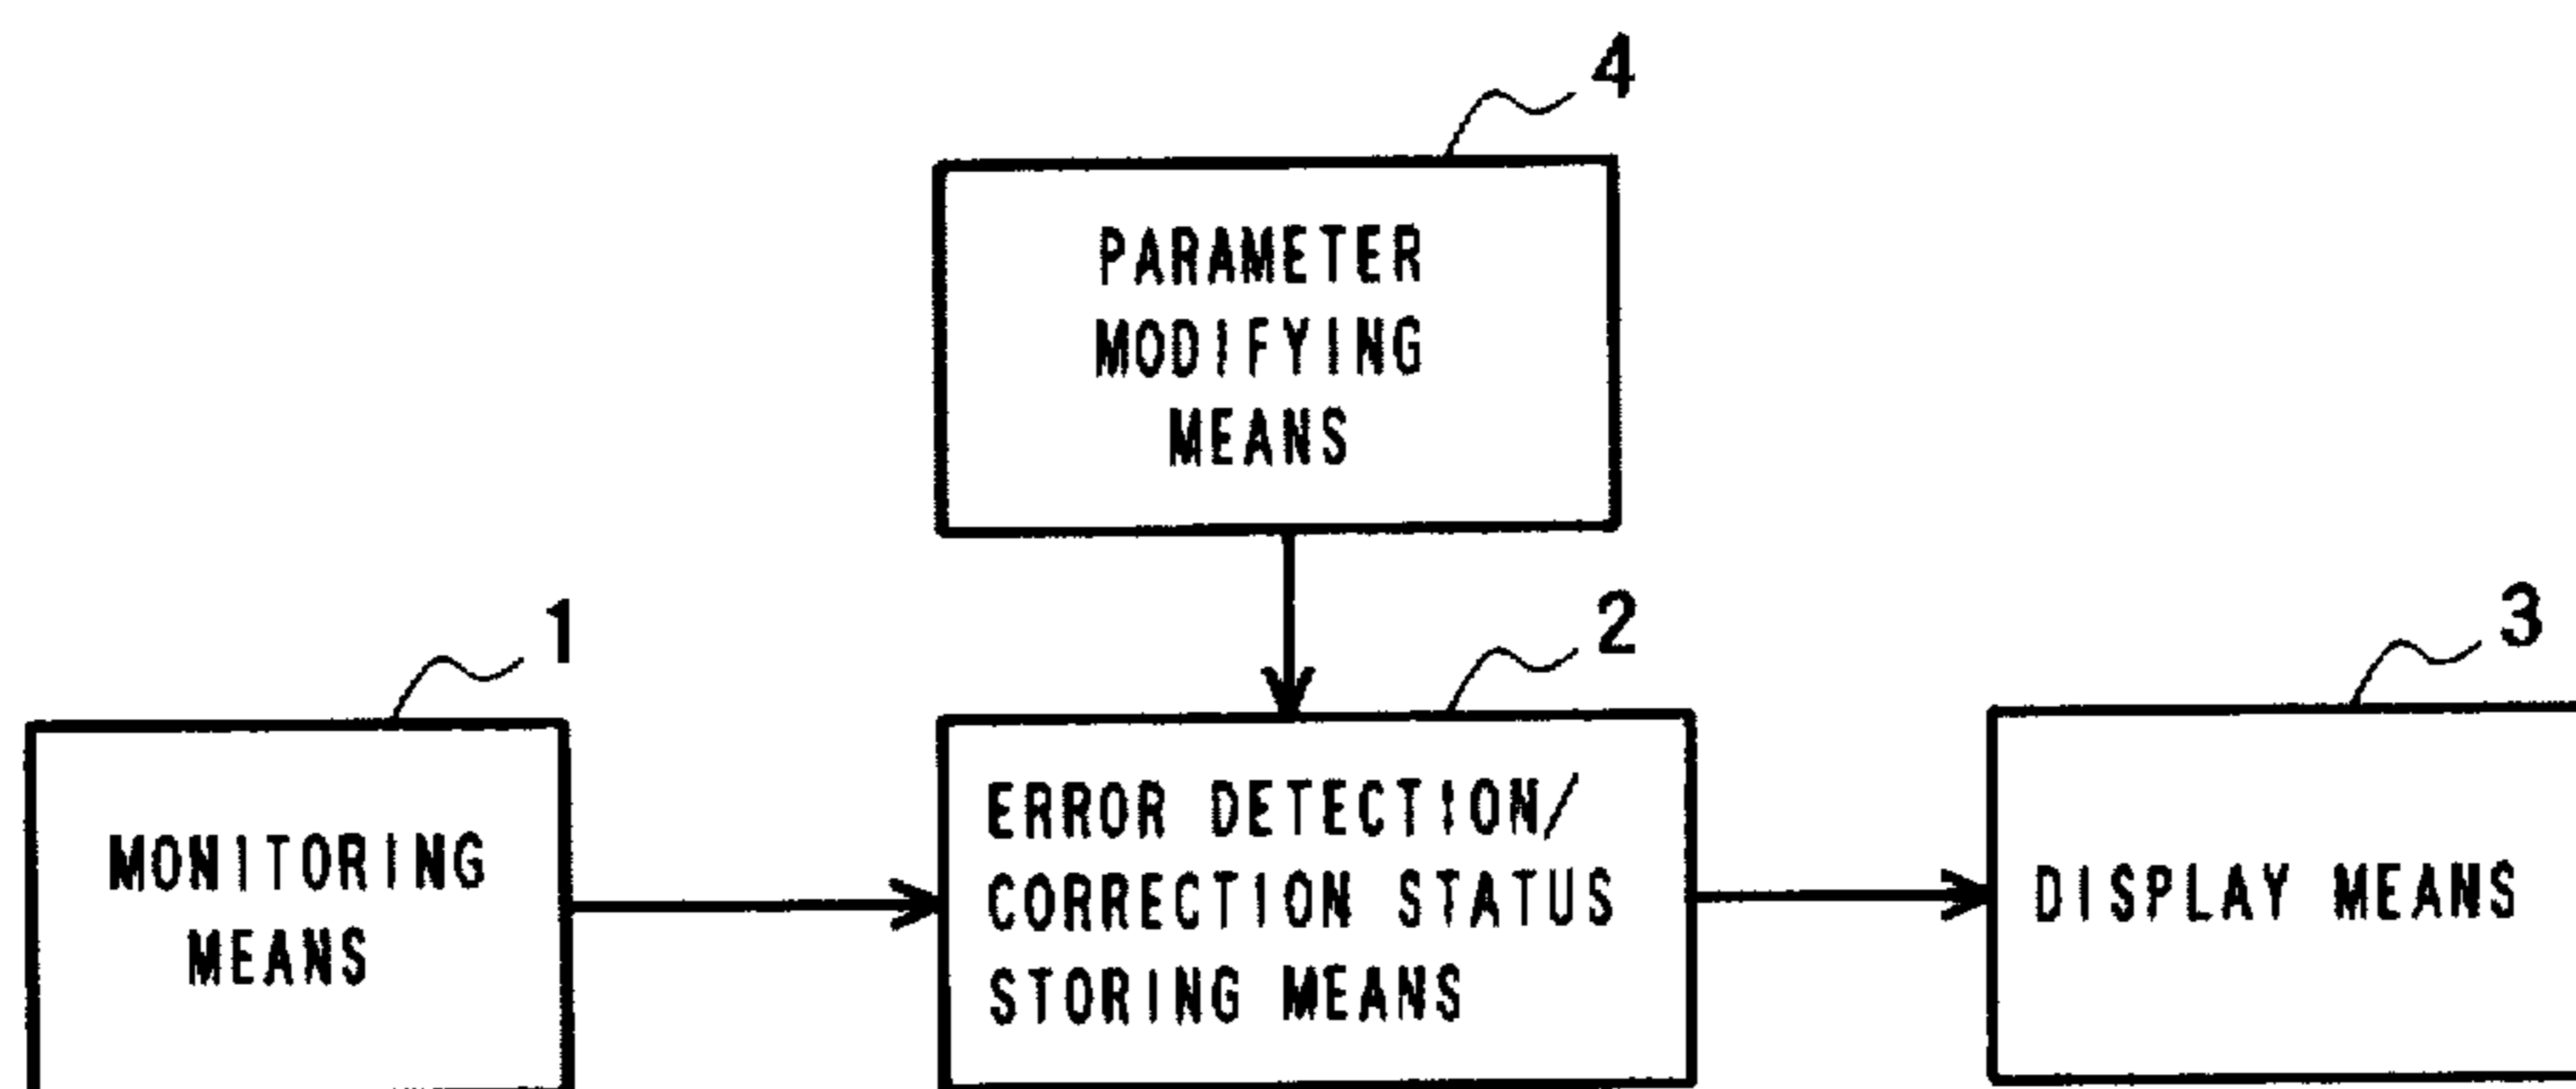 4
PARAMETER
MODIFYING
MEANS
1
MONITORING
MEANS
2
ERROR DETECTION/
CORRECTION STATUS
STORING MEANS
3
DISPLAY MEANS